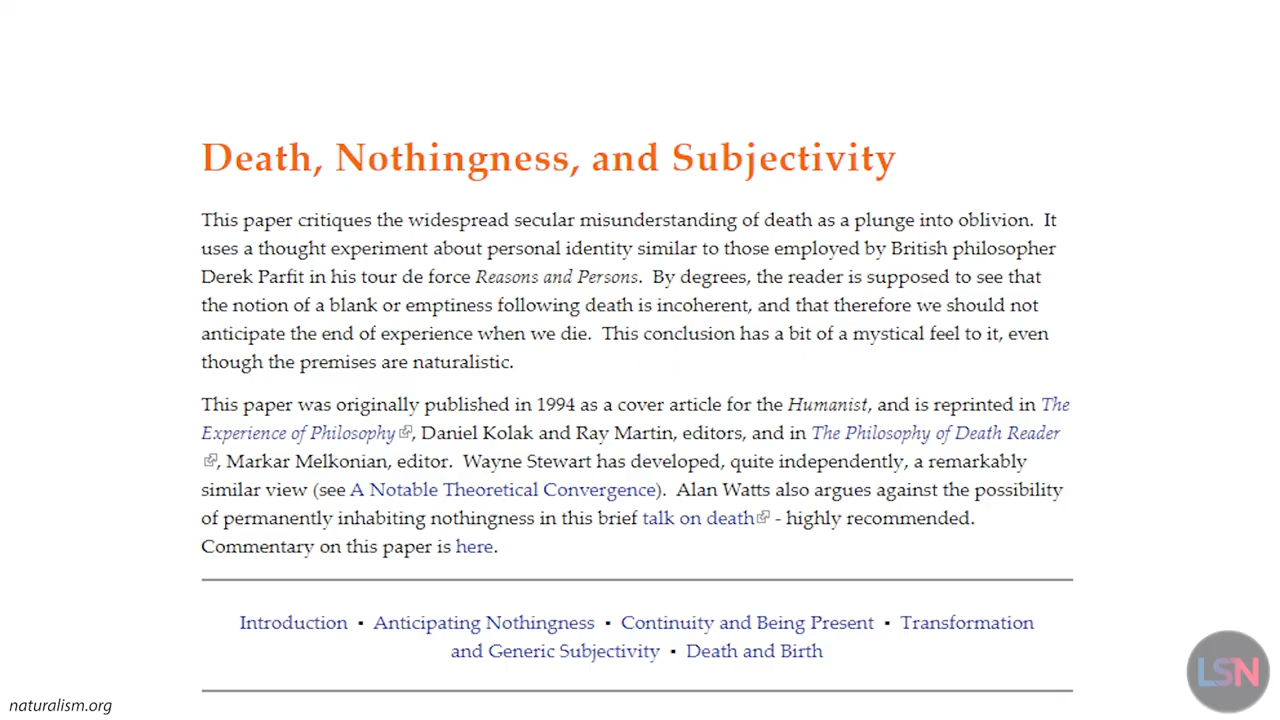 Death, Nothingness, and Subjectivity
This paper critiques the widespread secular misunderstanding of death as a plunge into oblivion.  It
uses a thought experiment about personal identity similar to those employed by British philosopher
Derek Parfit in his tour de force Reasons and Persons.  By degrees, the reader is supposed to see that
the notion of a blank or emptiness following death is incoherent, and that therefore we should not
anticipate the end of experience when we die.  This conclusion has a bit of a mystical feel to it, even
though the premises are naturalistic.
This paper was originally published in 1994 as a cover article for the Humanist, and is reprinted in The
Experience of Philosophy, Daniel Kolak and Ray Martin, editors, and in The Philosophy of Death Reader
, Markar Melkonian, editor.  Wayne Stewart has developed, quite independently, a remarkably
similar view (see A Notable Theoretical Convergence).  Alan Watts also argues against the possibility
of permanently inhabiting nothingness in this brief talk on death - highly recommended.
Commentary on this paper is here.
Introduction ▪ Anticipating Nothingness ▪ Continuity and Being Present ▪ Transformation
and Generic Subjectivity ▪ Death and Birth
LSN
naturalism.org